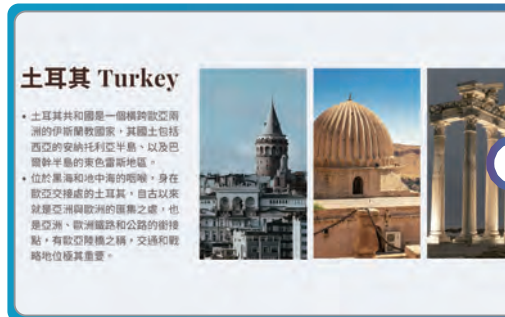 土耳其 Turkey
• 土耳其共和國是一個橫跨歐亞兩
洲的伊斯蘭教國家，其國土包括
西亞的安納托利亞半島、以及巴
爾幹半島的東色雷斯地區。
• 位於黑海和地中海的咽喉，身在
歐亞交接處的土耳其，自古以來
就是亞洲與歐洲的匯集之處，也
是亞洲、歐洲鐵路和公路的銜接
點，有歐亞陸橋之稱，交通和戰
略地位極其重要。